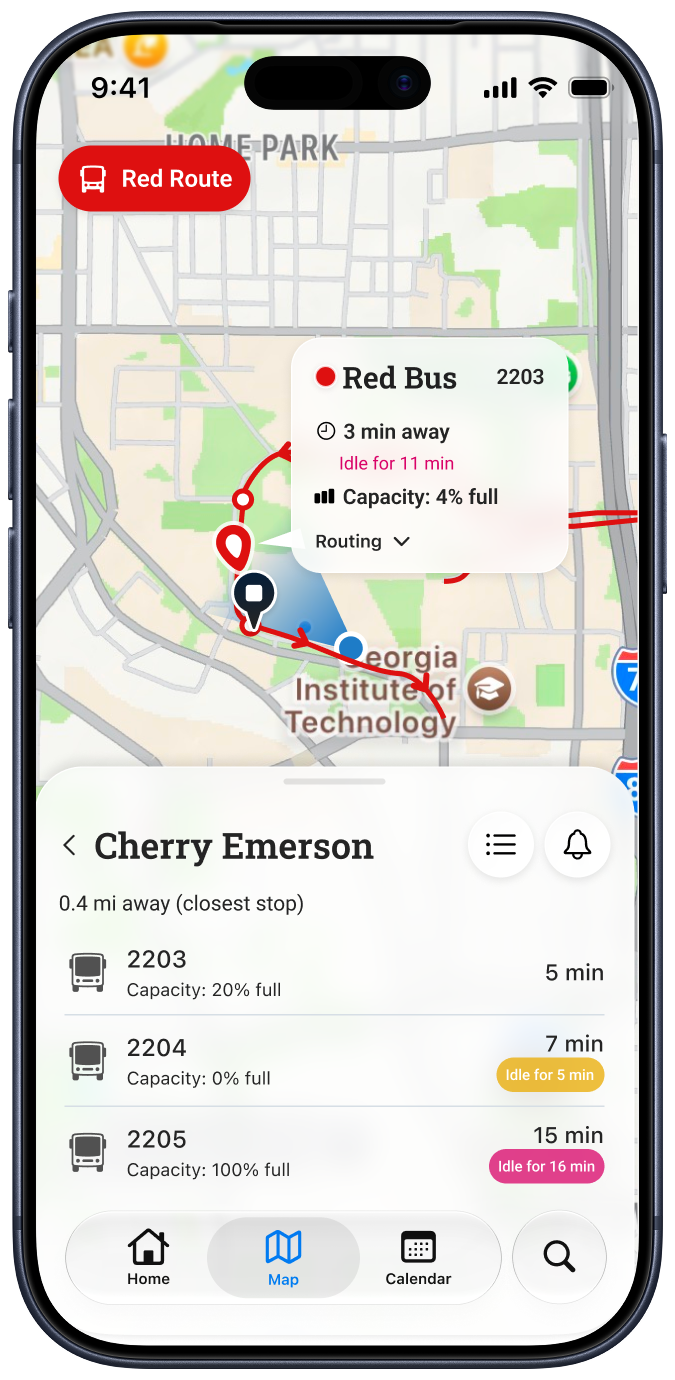 9:41
HOME PARK
Red Route
Red Bus 2203
3 min away
Idle for 11 min
Capacity: 4% full
Routing
Georgia
Institute of
Technology
Cherry Emerson
0.4 mi away (closest stop)
2203
5 min
Capacity: 20% full
2204
7 min
Capacity: 0% full
Idle for 5 min
2205
15 min
Capacity: 100% full
Idle for 16 min
Home
Map
Calendar